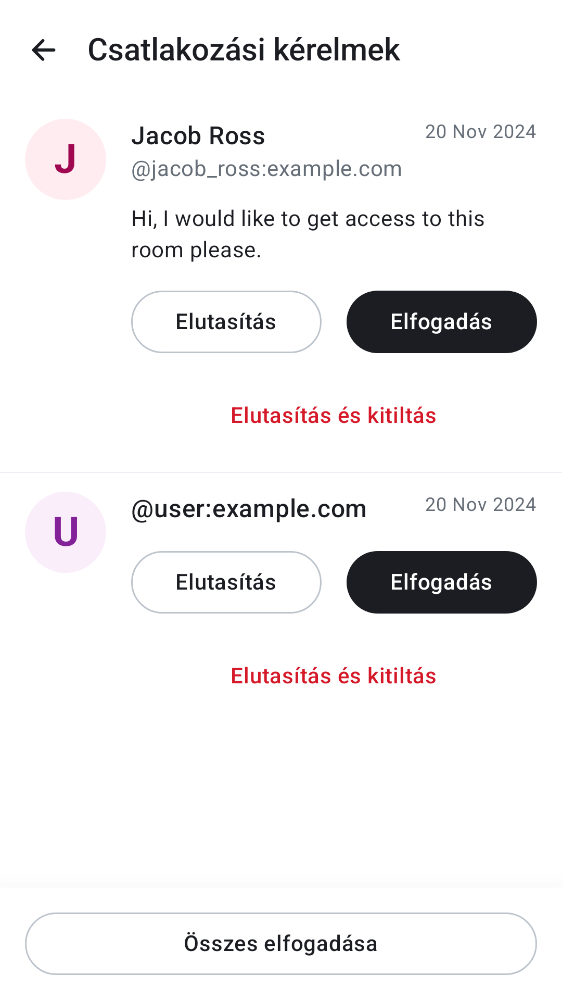 Csatlakozási kérelmek
J
Jacob Ross
20 Nov 2024
@jacob_ross:example.com
Hi, I would like to get access to this
room please.
Elutasítás
Elfogadás
Elutasítás és kitiltás
U
@user:example.com
20 Nov 2024
Elutasítás
Elfogadás
Elutasítás és kitiltás
Összes elfogadása